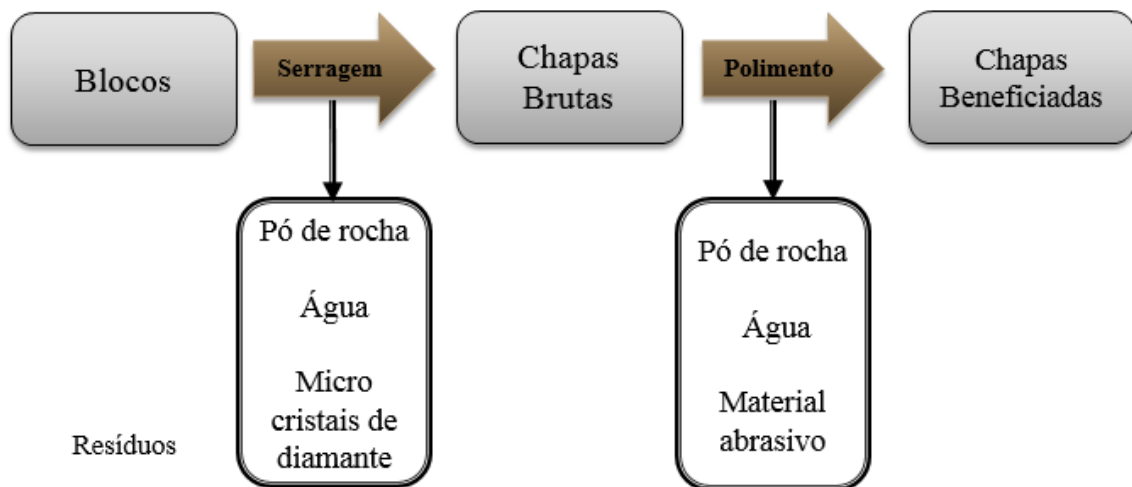 Blocos
Serragem
Chapas
Brutas
Polimento
Chapas
Beneficiadas
Pó de rocha
Água
Micro
cristais de
diamante
Pó de rocha
Água
Material
abrasivo
Resíduos